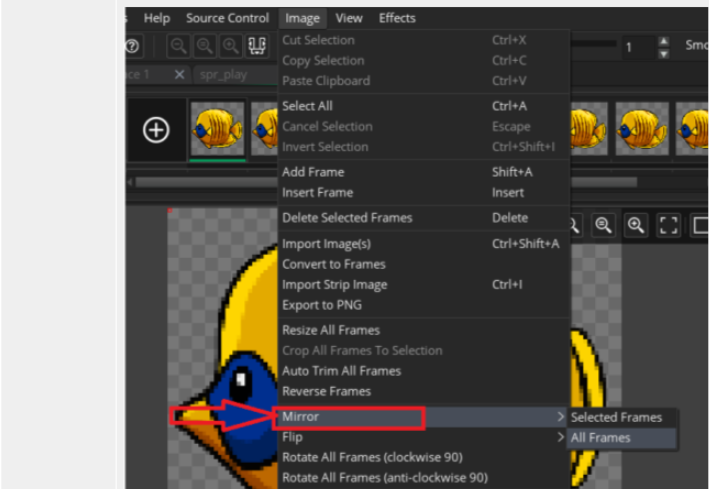 Help Source Control Image View Effects
1 Smo
ce 1 spr_play
Cut Selection Ctrl+X
Copy Selection Ctrl+C
Paste Clipboard Ctrl+V
Select All Ctrl+A
Cancel Selection Escape
Invert Selection Ctrl+Shift+I
Add Frame Shift+A
Insert Frame Insert
Delete Selected Frames Delete
Import Image(s) Ctrl+Shift+A
Convert to Frames
Import Strip Image Ctrl+I
Export to PNG
Resize All Frames
Crop All Frames To Selection
Auto Trim All Frames
Reverse Frames
Mirror Selected Frames
Flip All Frames
Rotate All Frames (clockwise 90)
Rotate All Frames (anti-clockwise 90)